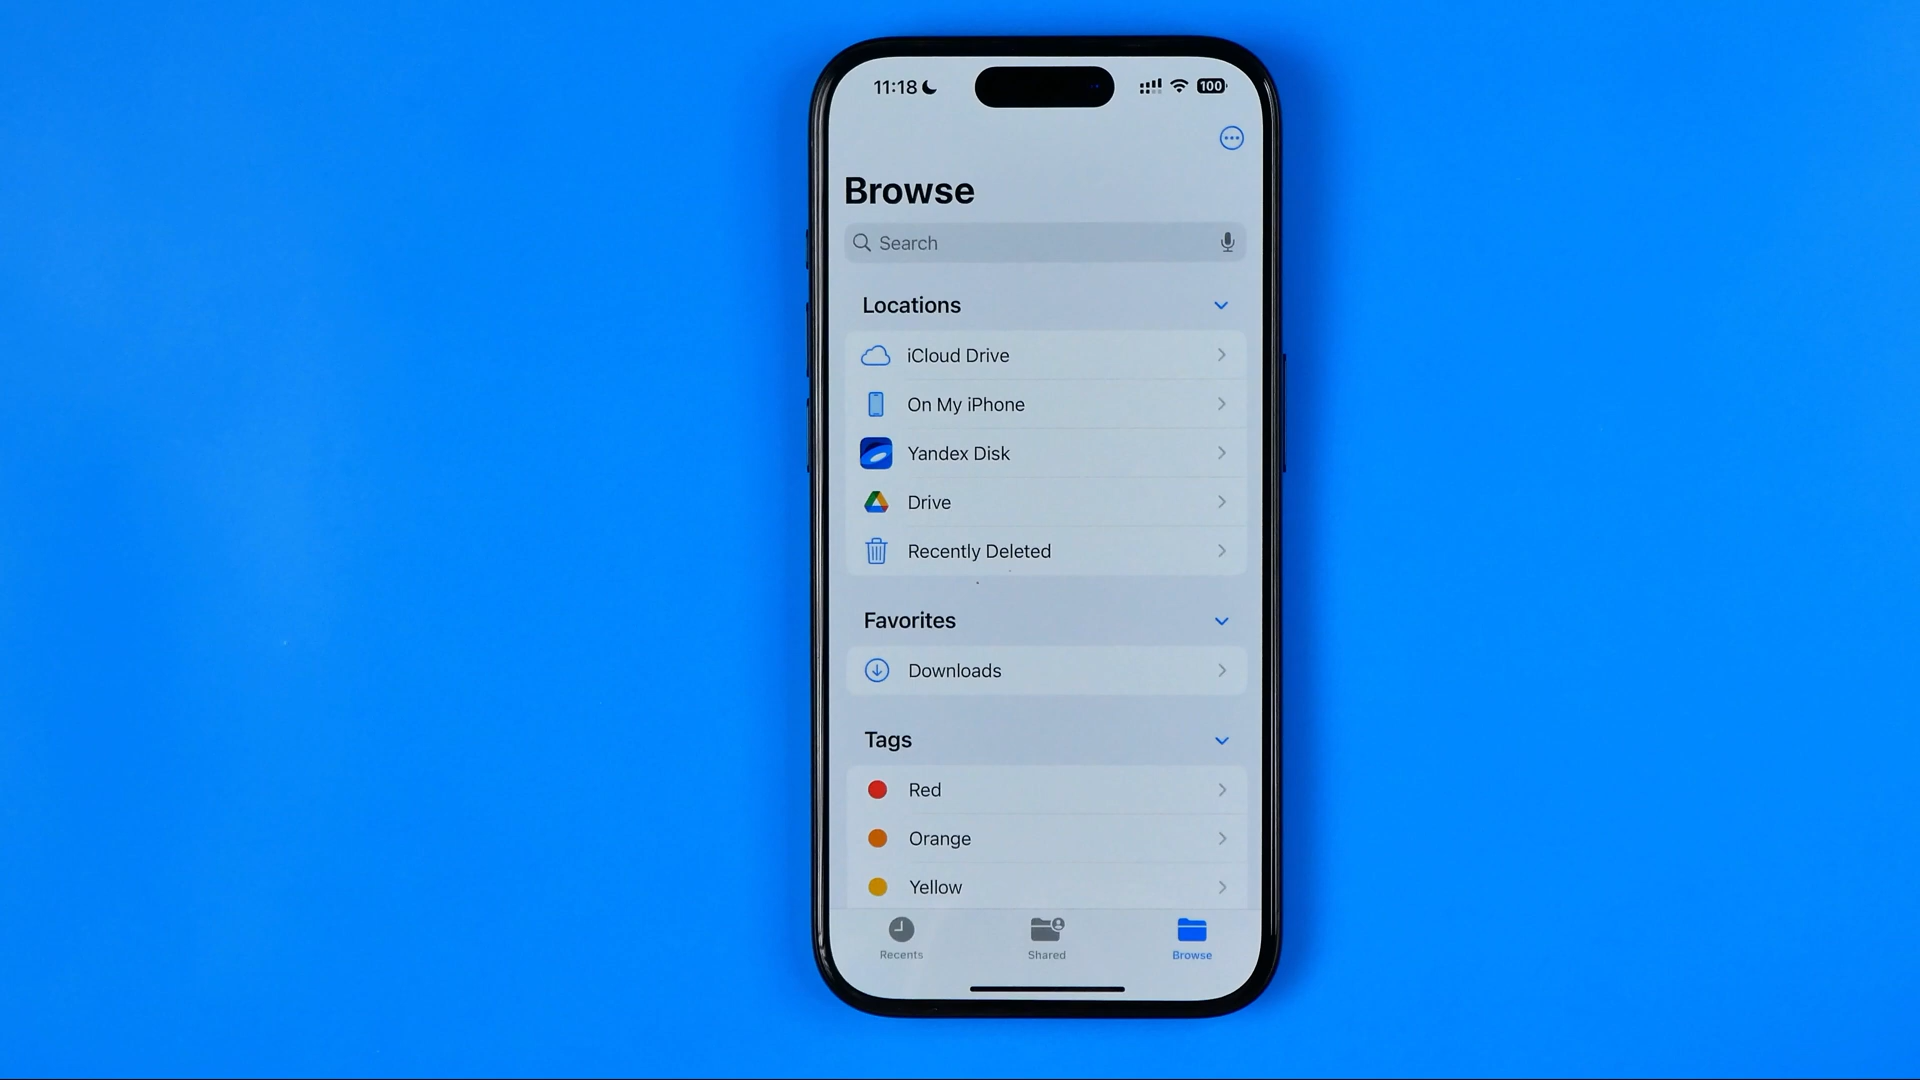 11:18
100
Browse
Search
Locations
iCloud Drive
On My iPhone
Yandex Disk
Drive
Recently Deleted
Favorites
Downloads
Tags
Red
Orange
Yellow
Recents
Shared
Browse